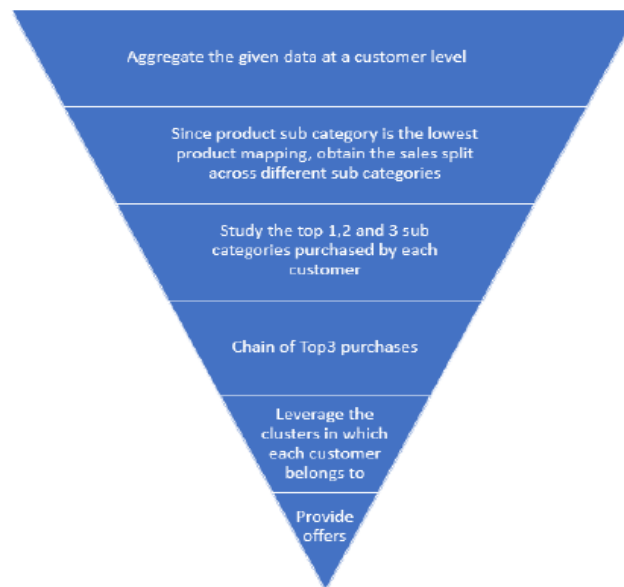 Aggregate the given data at a customer level
Since product sub category is the lowest
product mapping, obtain the sales split
across different sub categories
Study the top 1,2 and 3 sub
categories purchased by each
customer
Chain of Top3 purchases
Leverage the
clusters in which
each customer
belongs to
Provide
offers